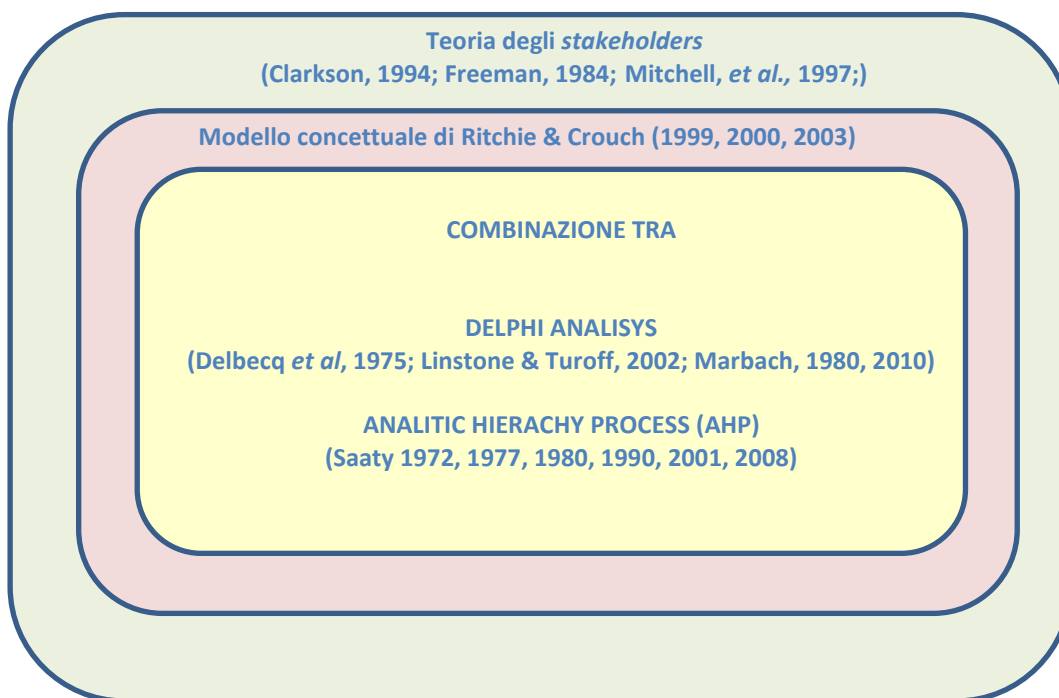 Teoria degli stakeholders
(Clarkson, 1994; Freeman, 1984; Mitchell, et al., 1997;)
Modello concettuale di Ritchie & Crouch (1999, 2000, 2003)
COMBINAZIONE TRA
DELPHI ANALISYS
(Delbecq et al, 1975; Linstone & Turoff, 2002; Marbach, 1980, 2010)
ANALITIC HIERACHY PROCESS (AHP)
(Saaty 1972, 1977, 1980, 1990, 2001, 2008)